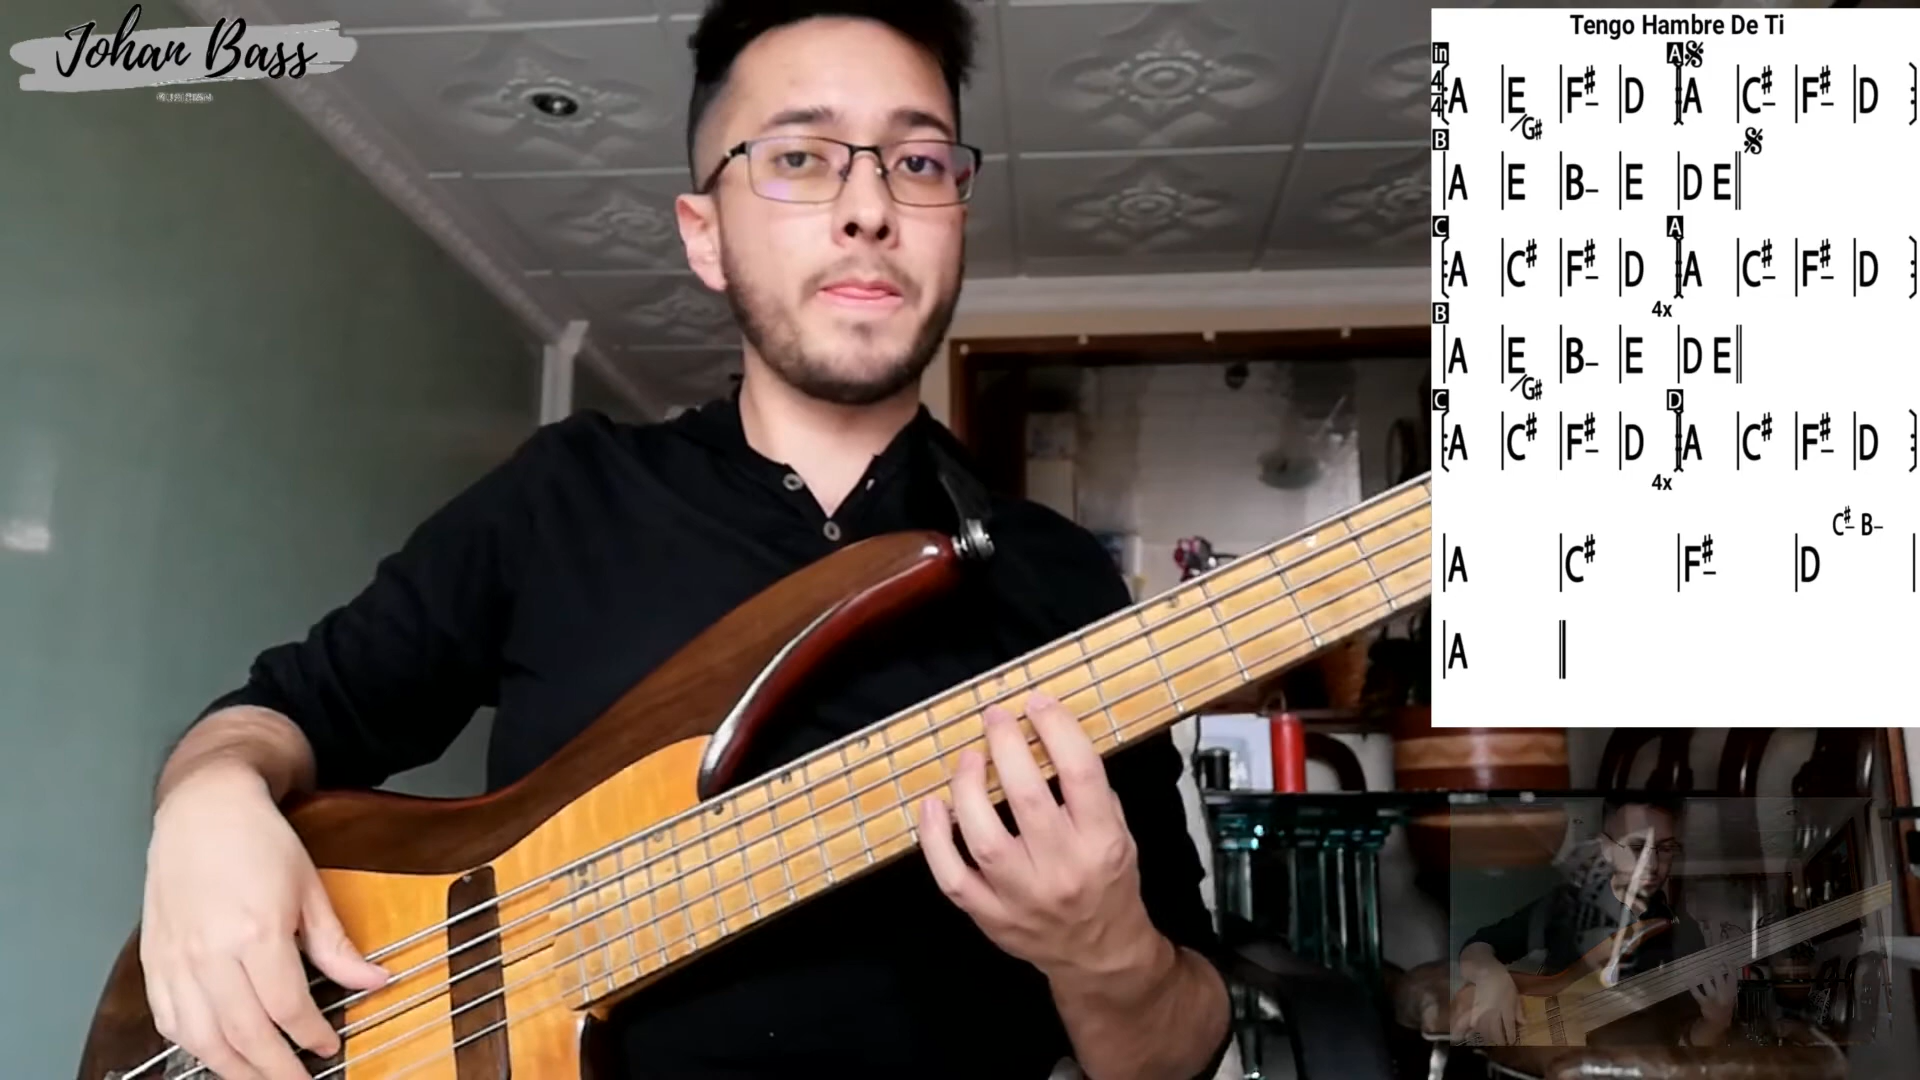 Johan Bass
Tengo Hambre De Ti
in A 𝄋
4/4 A E/G# F#– D A C#– F#– D
B 𝄋
A E B– E D E
C A
A C# F#– D A C#– F#– D
4x
B
A E/G# B– E D E
C D
A C# F#– D A C# F#– D
4x
C#– B–
A C# F#– D
A